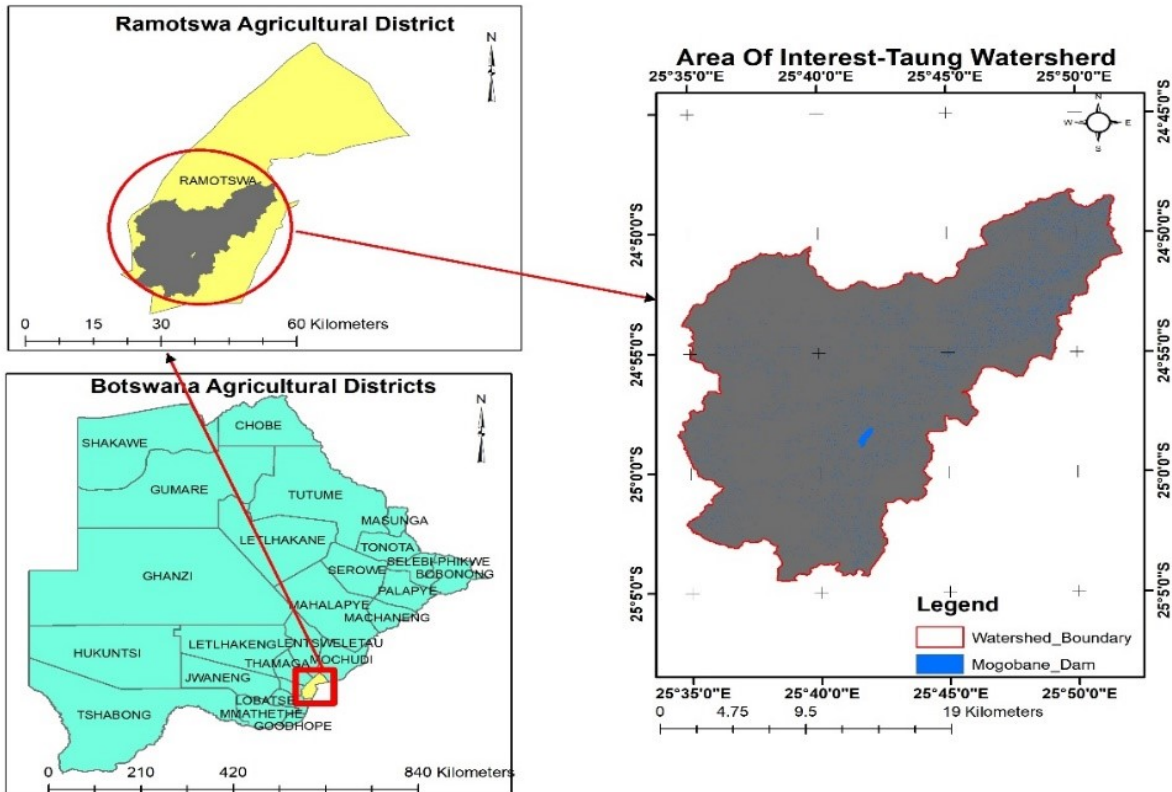 Ramotswa Agricultural District
N
RAMOTSWA
0 15 30 60 Kilometers
Botswana Agricultural Districts
N
CHOBE
SHAKAWE
GUMARE
TUTUME
MASUNGA
LETLHAKANE
TONOTA
SELEBI-PHIKWE
SEROWE
BOBONONG
GHANZI
PALAPYE
MAHALAPYE
MACHANENG
LETLHAKENG
LENTSWELETAU
HUKUNTSI
THAMAGA
MOCHUDI
JWANENG
LOBATSE
TSHABONG
MMATHETHE
GOODHOPE
0 210 420 840 Kilometers
Area Of Interest-Taung Watersherd
25°35'0"E 25°40'0"E 25°45'0"E 25°50'0"E
N
W E
S
24°45'0"S 24°45'0"S
24°50'0"S 24°50'0"S
24°55'0"S 24°55'0"S
25°0'0"S 25°0'0"S
25°5'0"S 25°5'0"S
Legend
Watershed_Boundary
Mogobane_Dam
25°35'0"E 25°40'0"E 25°45'0"E 25°50'0"E
0 4.75 9.5 19 Kilometers